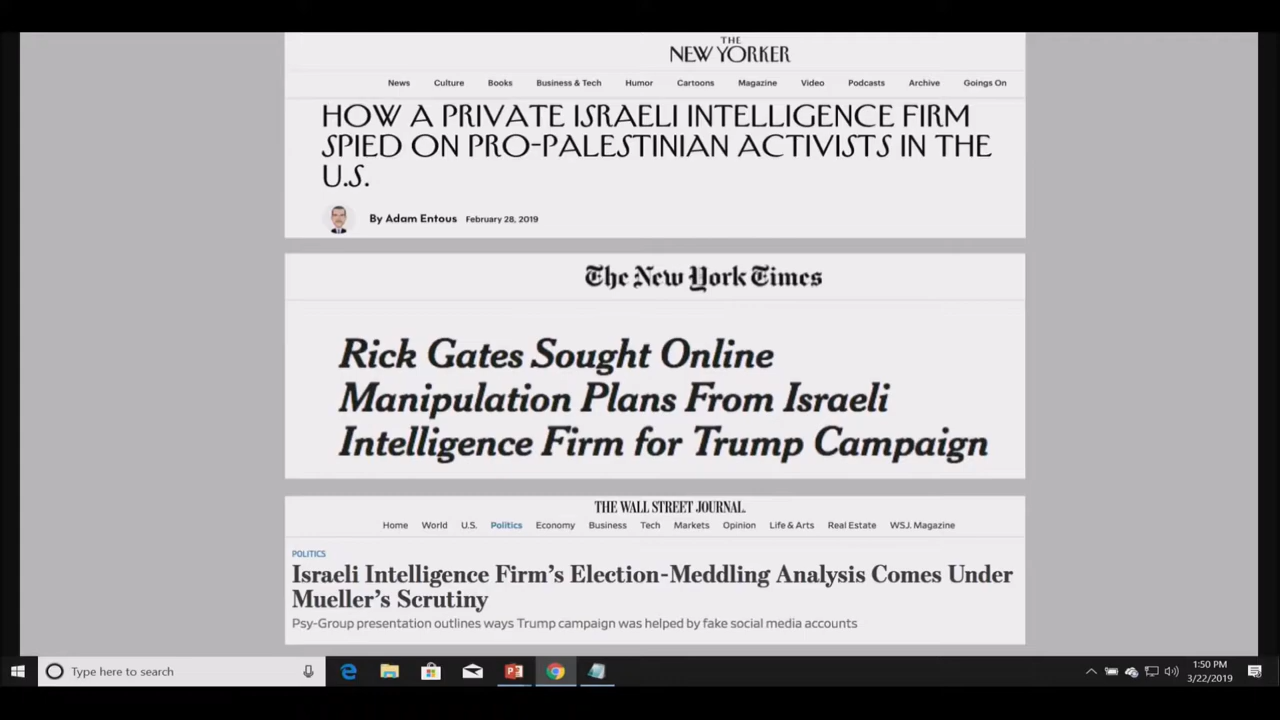 THE
NEW YORKER
News Culture Books Business & Tech Humor Cartoons Magazine Video Podcasts Archive Goings On
HOW A PRIVATE ISRAELI INTELLIGENCE FIRM
SPIED ON PRO-PALESTINIAN ACTIVISTS IN THE
U.S.
By Adam Entous February 28, 2019
The New York Times
Rick Gates Sought Online
Manipulation Plans From Israeli
Intelligence Firm for Trump Campaign
THE WALL STREET JOURNAL.
Home World U.S. Politics Economy Business Tech Markets Opinion Life & Arts Real Estate WSJ. Magazine
POLITICS
Israeli Intelligence Firm's Election-Meddling Analysis Comes Under
Mueller's Scrutiny
Psy-Group presentation outlines ways Trump campaign was helped by fake social media accounts
Type here to search
1:50 PM
3/22/2019